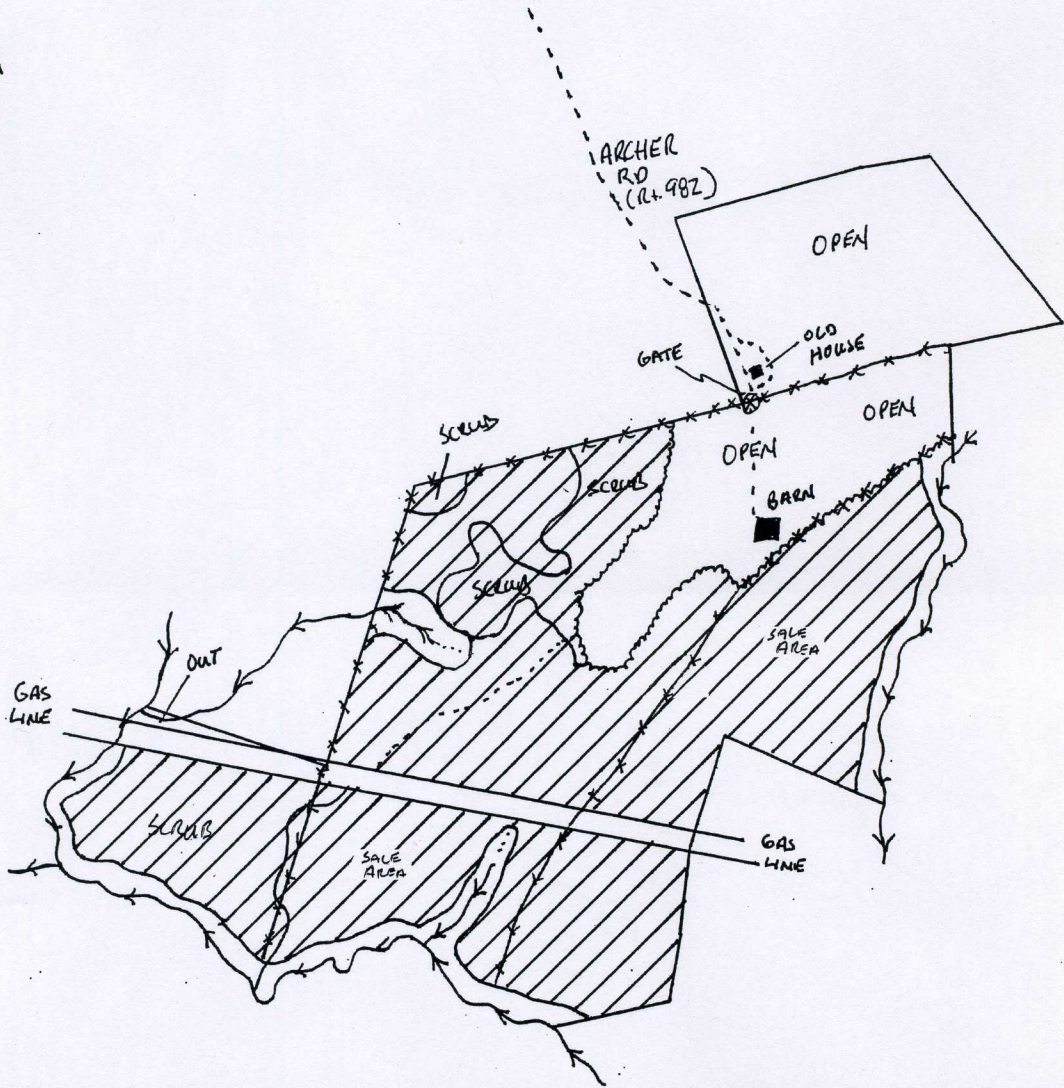 ARCHER
RD
(Rt. 982)
OPEN
OLD
HOUSE
GATE
OPEN
SCRUB
OPEN
SCRUB
BARN
SCRUB
SALE
AREA
OUT
GAS
LINE
SCRUB
SALE
AREA
GAS
LINE